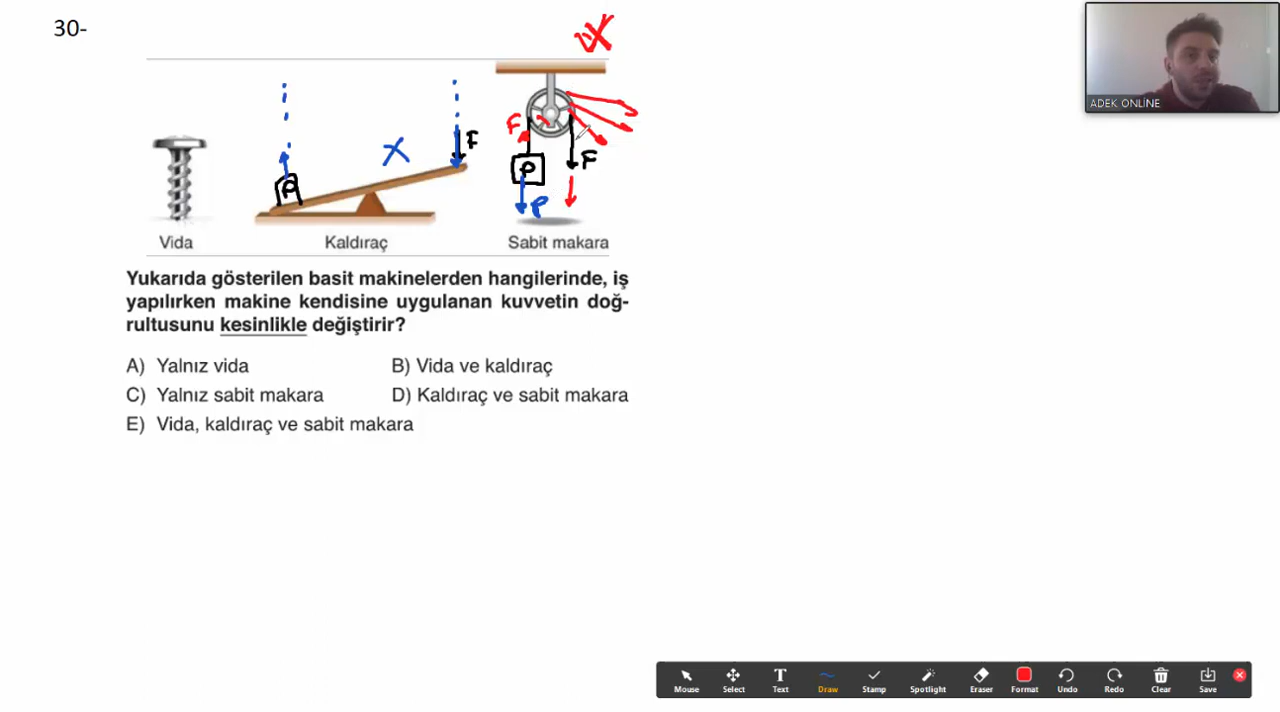 30-
X
F
X
F
F
P
P
P
ADEK ONLİNE
Vida
Kaldıraç
Sabit makara
Yukarıda gösterilen basit makinelerden hangilerinde, iş
yapılırken makine kendisine uygulanan kuvvetin doğ-
rultusunu kesinlikle değiştirir?
A) Yalnız vida
B) Vida ve kaldıraç
C) Yalnız sabit makara
D) Kaldıraç ve sabit makara
E) Vida, kaldıraç ve sabit makara
Mouse
Select
T
Text
Draw
Stamp
Spotlight
Eraser
Format
Undo
Redo
Clear
Save